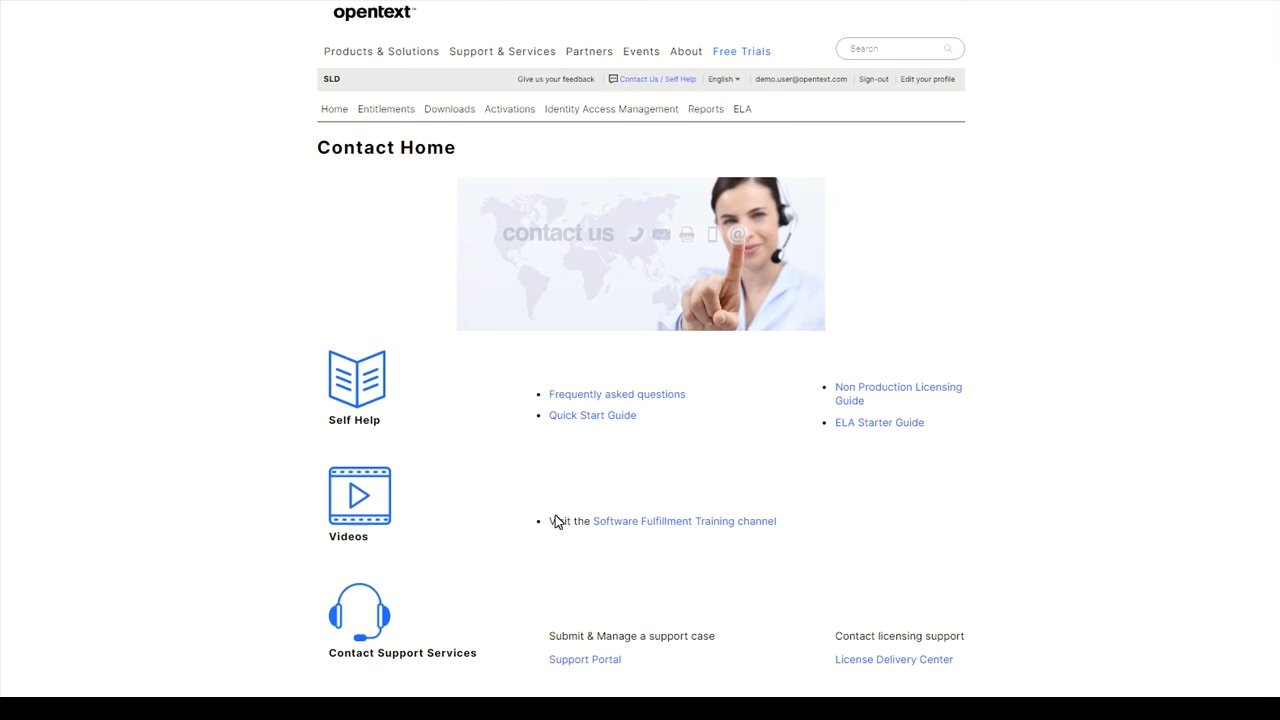 opentext™
Products & Solutions Support & Services Partners Events About Free Trials
Search
SLD
Give us your feedback Contact Us / Self Help English demo.user@opentext.com Sign-out Edit your profile
Home Entitlements Downloads Activations Identity Access Management Reports ELA
Contact Home
contact us @
Self Help
Frequently asked questions
Quick Start Guide
Non Production Licensing
Guide
ELA Starter Guide
Videos
Visit the Software Fulfillment Training channel
Contact Support Services
Submit & Manage a support case
Support Portal
Contact licensing support
License Delivery Center